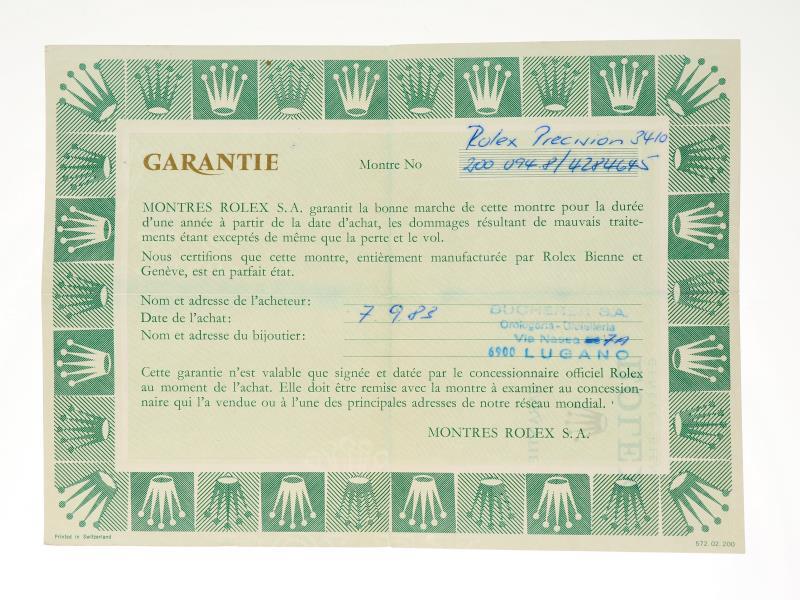 Rolex Precision 3410
GARANTIE Montre No 200 094.8/4284645
MONTRES ROLEX S.A. garantit la bonne marche de cette montre pour la durée
d'une année à partir de la date d'achat, les dommages résultant de mauvais traite-
ments étant exceptés de même que la perte et le vol.
Nous certifions que cette montre, entièrement manufacturée par Rolex Bienne et
Genève, est en parfait état.
Nom et adresse de l'acheteur:
Date de l'achat: 7 9.83
Nom et adresse du bijoutier:
BUCHERER S.A.
Orologeria - Gioielleria
Via Nassa 7A
6900 LUGANO
Cette garantie n'est valable que signée et datée par le concessionnaire officiel Rolex
au moment de l'achat. Elle doit être remise avec la montre à examiner au concession-
naire qui l'a vendue ou à l'une des principales adresses de notre réseau mondial.
MONTRES ROLEX S.A.
Printed in Switzerland
572.02.200